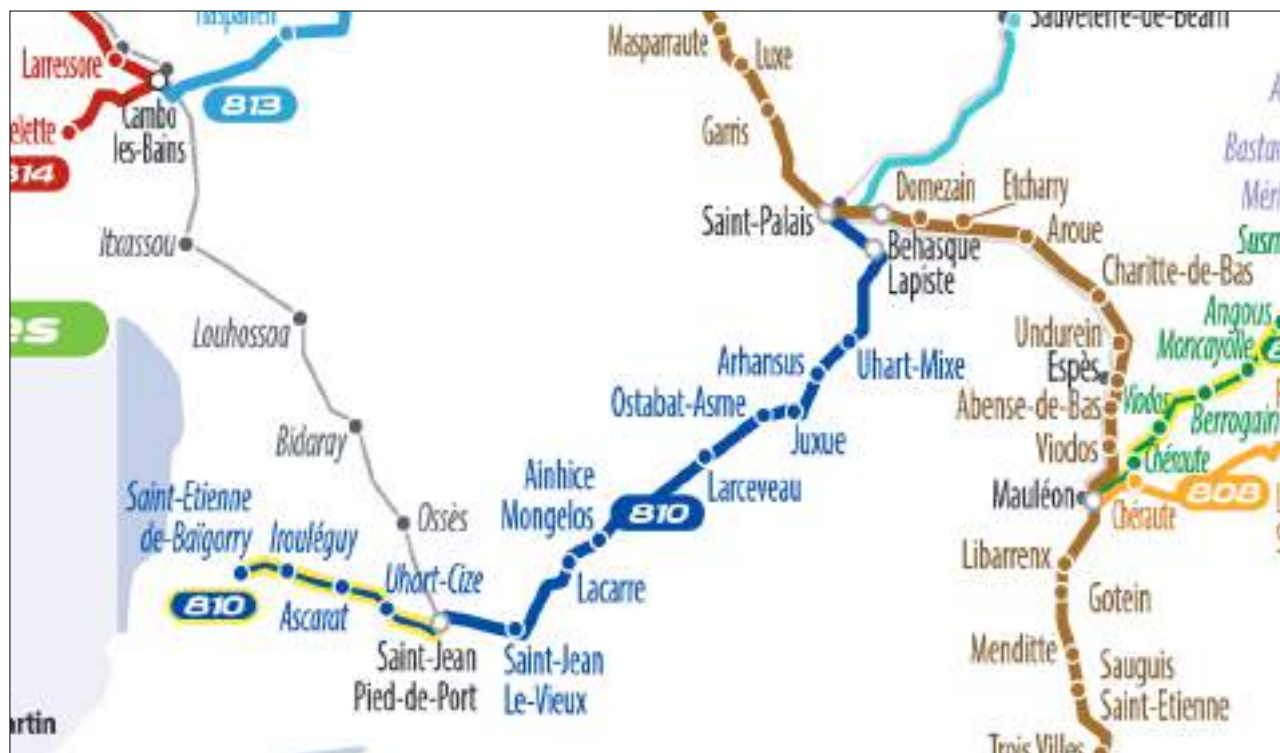 Sauveterre-de-Béarn
Masparraute
Luxe
Larressore
813
Cambo
les-Bains
Garris
814
Domezain
Etcharry
Saint-Palais
Aroue
Itxassou
Behasque
Lapiste
Charitte-de-Bas
Louhossoa
Angous
Moncayolle
Undurein
Espès
Arhansus
Uhart-Mixe
Ostabat-Asme
Abense-de-Bas
Viodos
Berrogain
Bidaray
Juxue
Viodos
Chéraute
Ainhice
Mongelos
Larceveau
Saint-Etienne
de-Baïgorry
Irouléguy
Ossès
810
Mauléon
808
Chéraute
Libarrenx
Uhart-Cize
810
Ascarat
Lacarre
Gotein
Saint-Jean
Pied-de-Port
Saint-Jean
Le-Vieux
Menditte
Sauguis
Saint-Etienne
Trois Villes